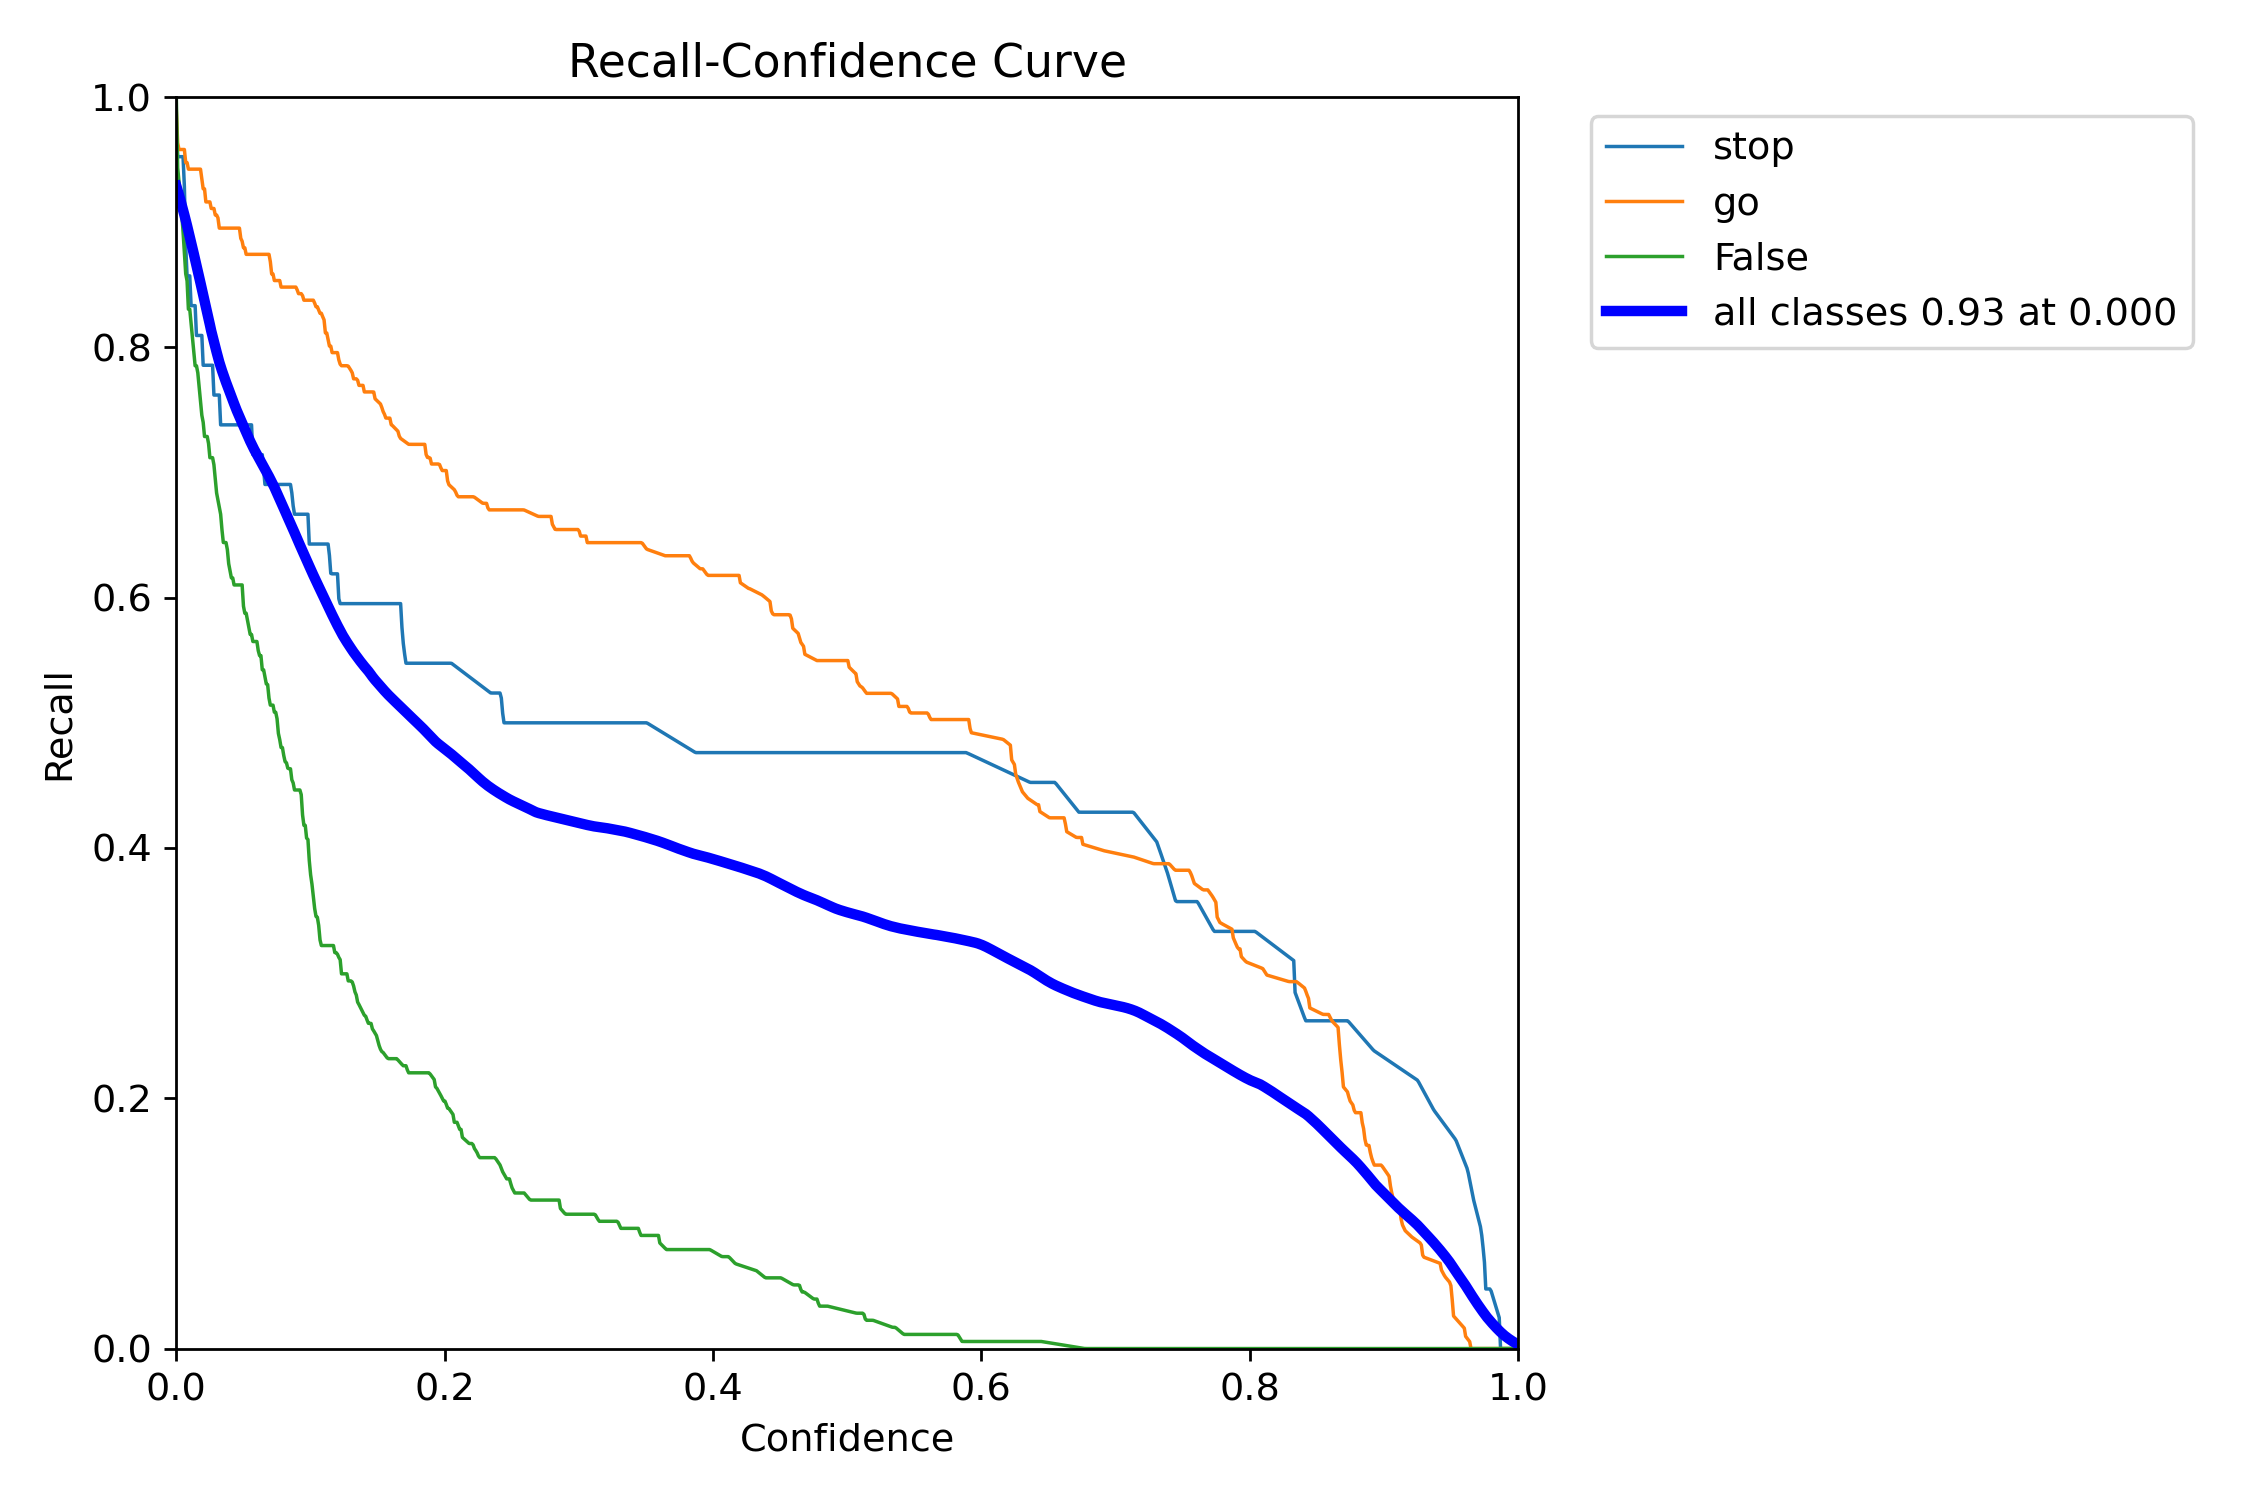 Recall-Confidence Curve
1.0
0.8
0.6
0.4
0.2
0.0
Recall
0.0 0.2 0.4 0.6 0.8 1.0
Confidence
stop
go
False
all classes 0.93 at 0.000